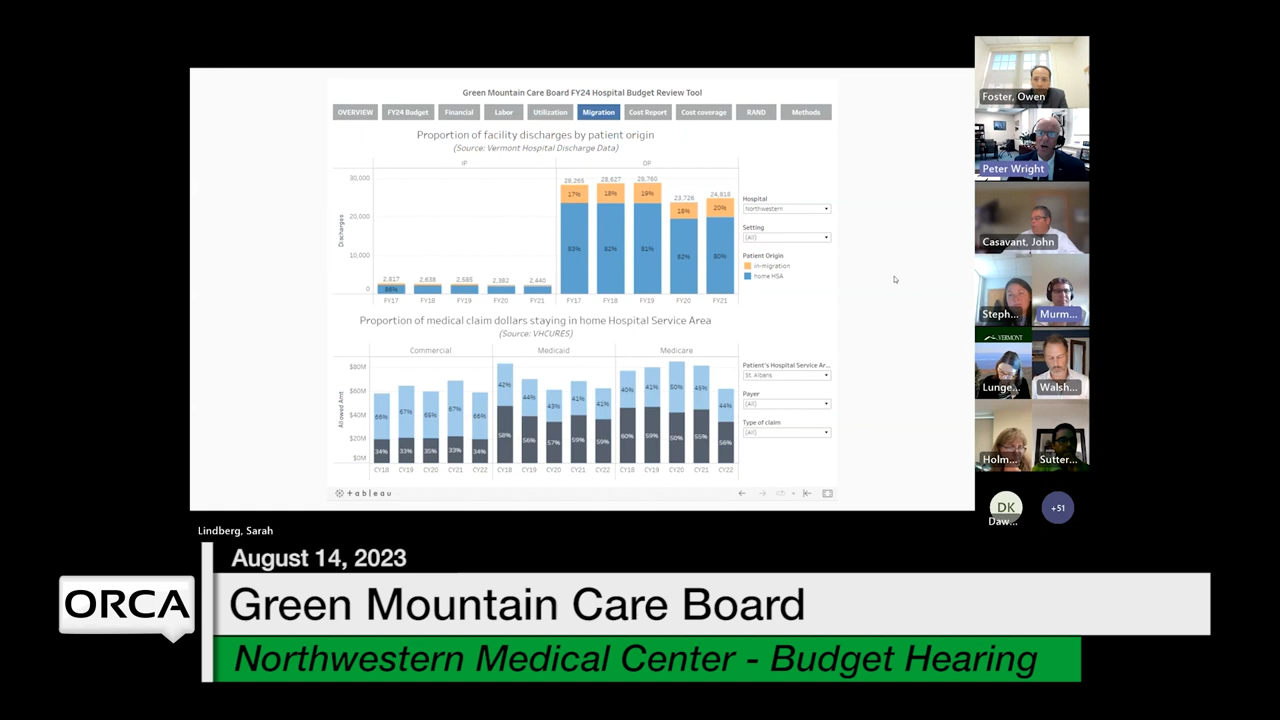 Green Mountain Care Board FY24 Hospital Budget Review Tool
OVERVIEW FY24 Budget Financial Labor Utilization Migration Cost Report Cost coverage RAND Methods
Proportion of facility discharges by patient origin
(Source: Vermont Hospital Discharge Data)
IP OP
30,000
20,000
10,000
0
Discharges
2,817 2,638 2,585 2,382 2,440 28,265 28,627 28,760 23,726 24,818
17% 18% 19% 18% 20%
86% 83% 82% 81% 82% 80%
FY17 FY18 FY19 FY20 FY21 FY17 FY18 FY19 FY20 FY21
Hospital
Northwestern
Setting
(All)
Patient Origin
in-migration
home HSA
Proportion of medical claim dollars staying in home Hospital Service Area
(Source: VHCURES)
Commercial Medicaid Medicare
$80M
$60M
$40M
$20M
$0M
Allowed Amt
66% 67% 65% 67% 66% 42% 44% 43% 41% 41% 40% 41% 50% 45% 44%
34% 33% 35% 33% 34% 58% 56% 57% 59% 59% 60% 59% 50% 55% 56%
CY18 CY19 CY20 CY21 CY22 CY18 CY19 CY20 CY21 CY22 CY18 CY19 CY20 CY21 CY22
Patient's Hospital Service Ar...
St. Albans
Payer
(All)
Type of claim
(All)
+ableau
Foster, Owen
Peter Wright
Casavant, John
Steph... Murm...
VERMONT
Lunge... Walsh...
Holm... Sutter...
DK +51
Daw...
Lindberg, Sarah
August 14, 2023
ORCA
Green Mountain Care Board
Northwestern Medical Center - Budget Hearing